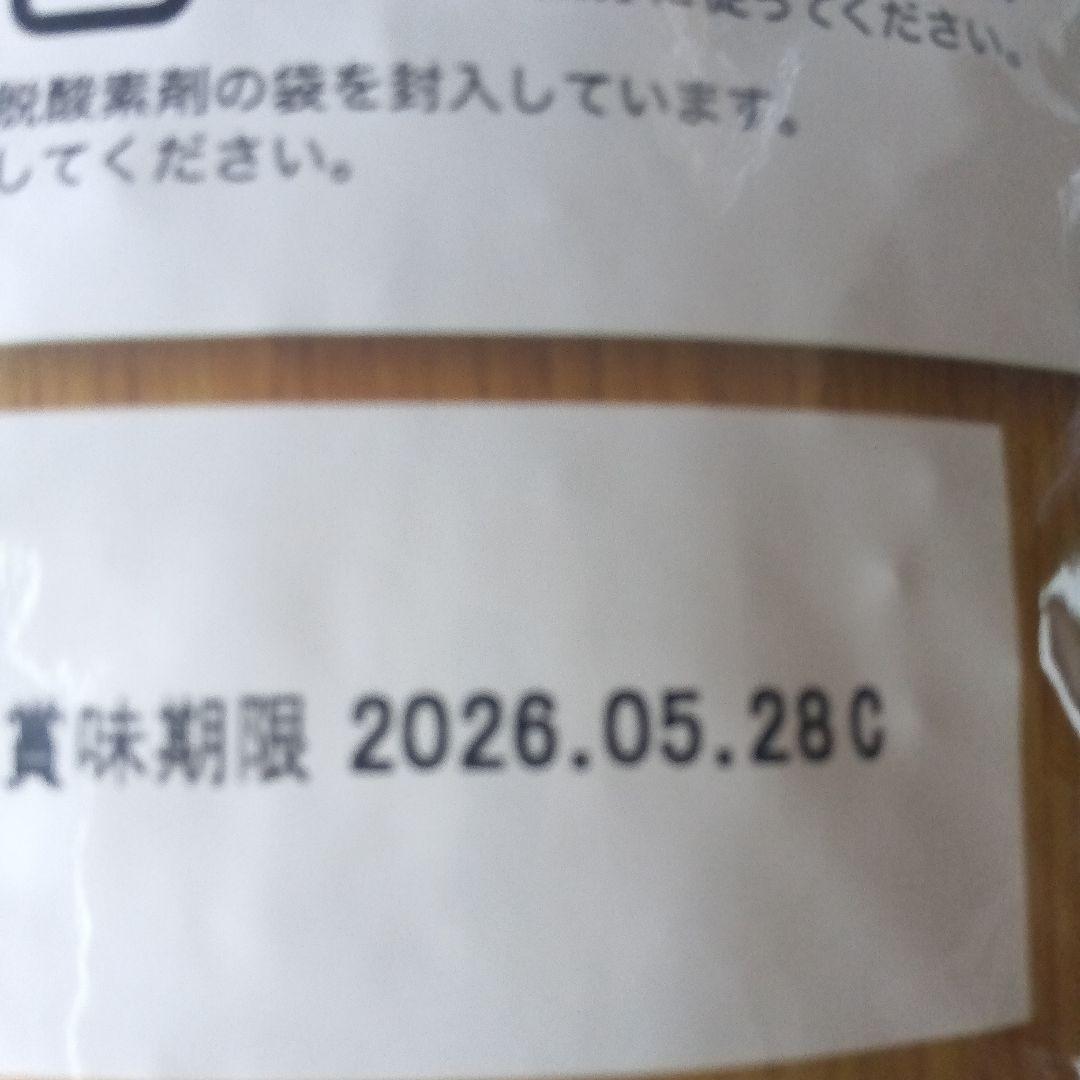 従ってください。
脱酸素剤の袋を封入しています。
してください。
賞味期限 2026.05.28C